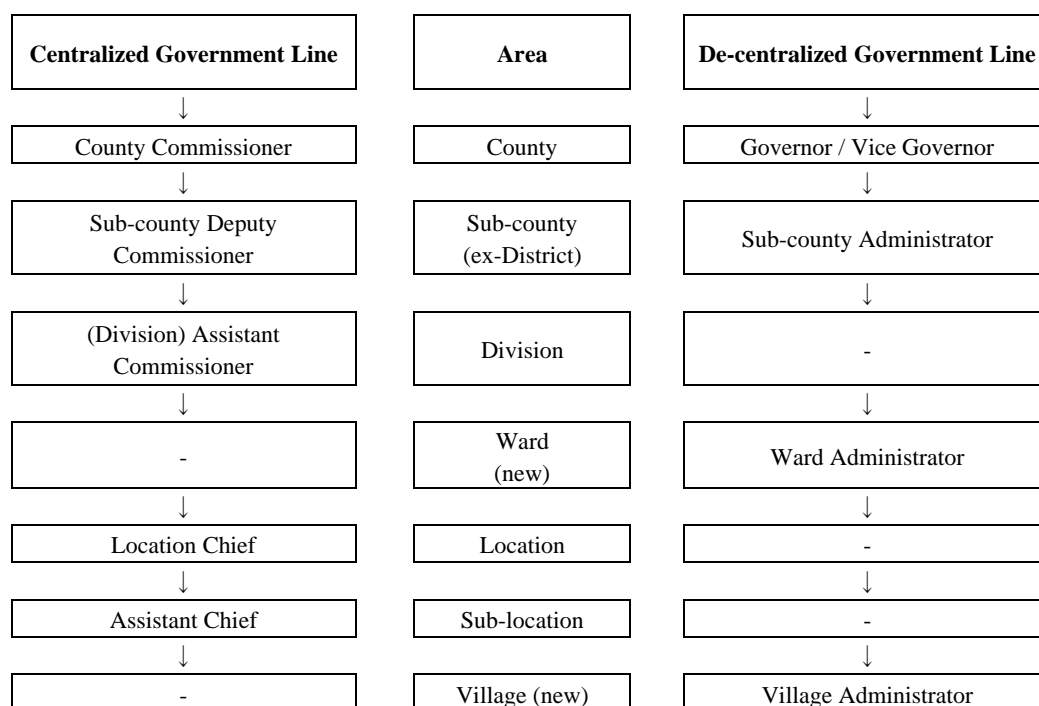 Centralized Government Line
Area
De-centralized Government Line
↓
↓
County Commissioner
County
Governor / Vice Governor
↓
↓
Sub-county Deputy
Commissioner
Sub-county
(ex-District)
Sub-county Administrator
↓
↓
(Division) Assistant
Commissioner
Division
-
↓
↓
-
Ward
(new)
Ward Administrator
↓
↓
Location Chief
Location
-
↓
↓
Assistant Chief
Sub-location
-
↓
↓
-
Village (new)
Village Administrator